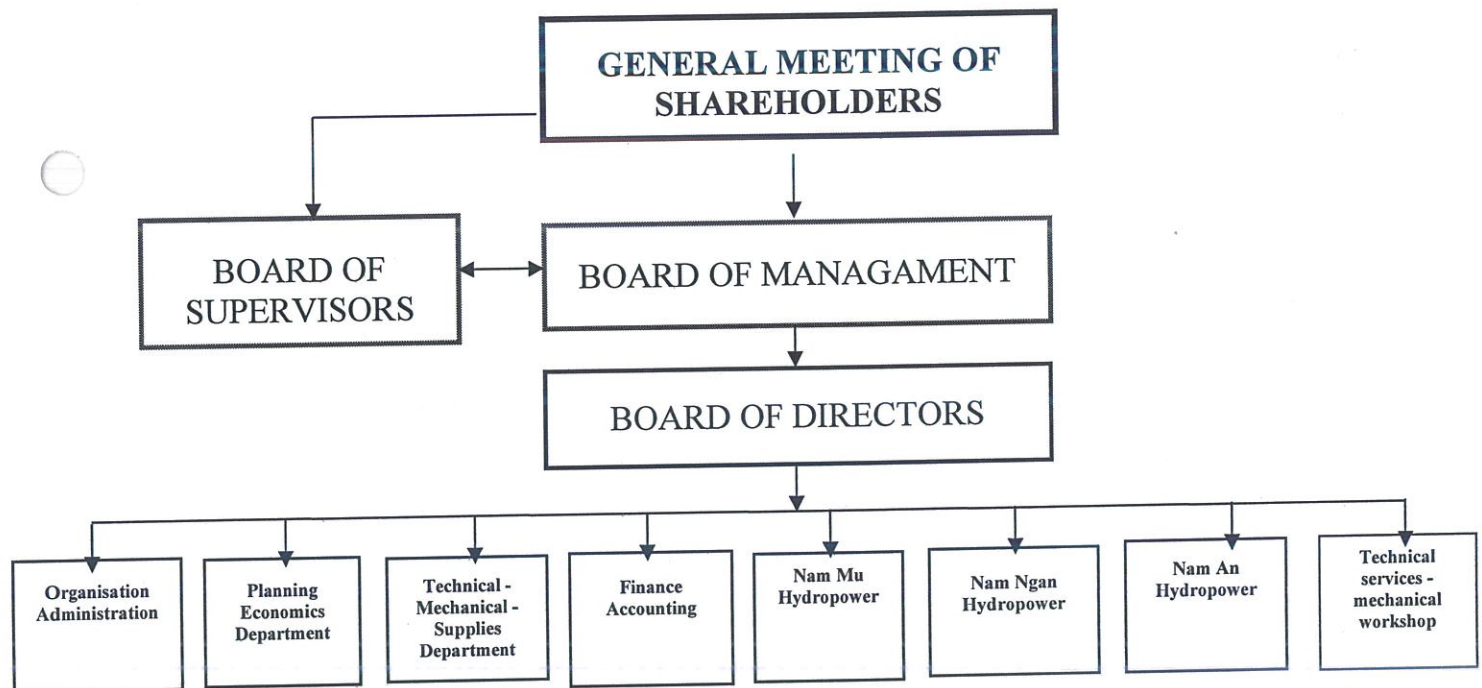 GENERAL MEETING OF
SHAREHOLDERS
BOARD OF
SUPERVISORS
BOARD OF MANAGAMENT
BOARD OF DIRECTORS
Organisation
Administration
Planning
Economics
Department
Technical -
Mechanical -
Supplies
Department
Finance
Accounting
Nam Mu
Hydropower
Nam Ngan
Hydropower
Nam An
Hydropower
Technical
services -
mechanical
workshop